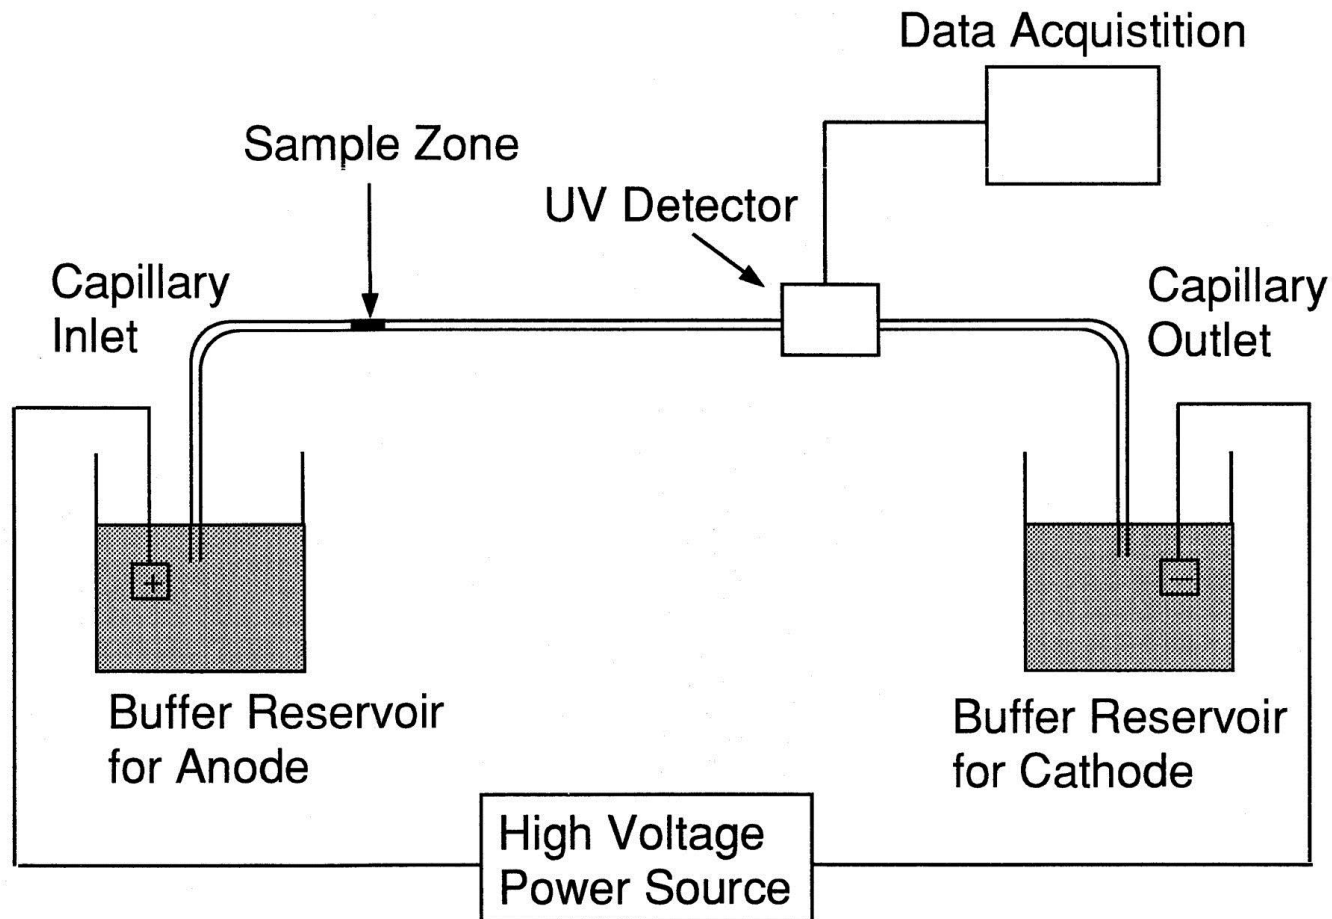 Data Acquistition
Sample Zone
UV Detector
Capillary
Inlet
Capillary
Outlet
+
−
Buffer Reservoir
for Anode
Buffer Reservoir
for Cathode
High Voltage
Power Source